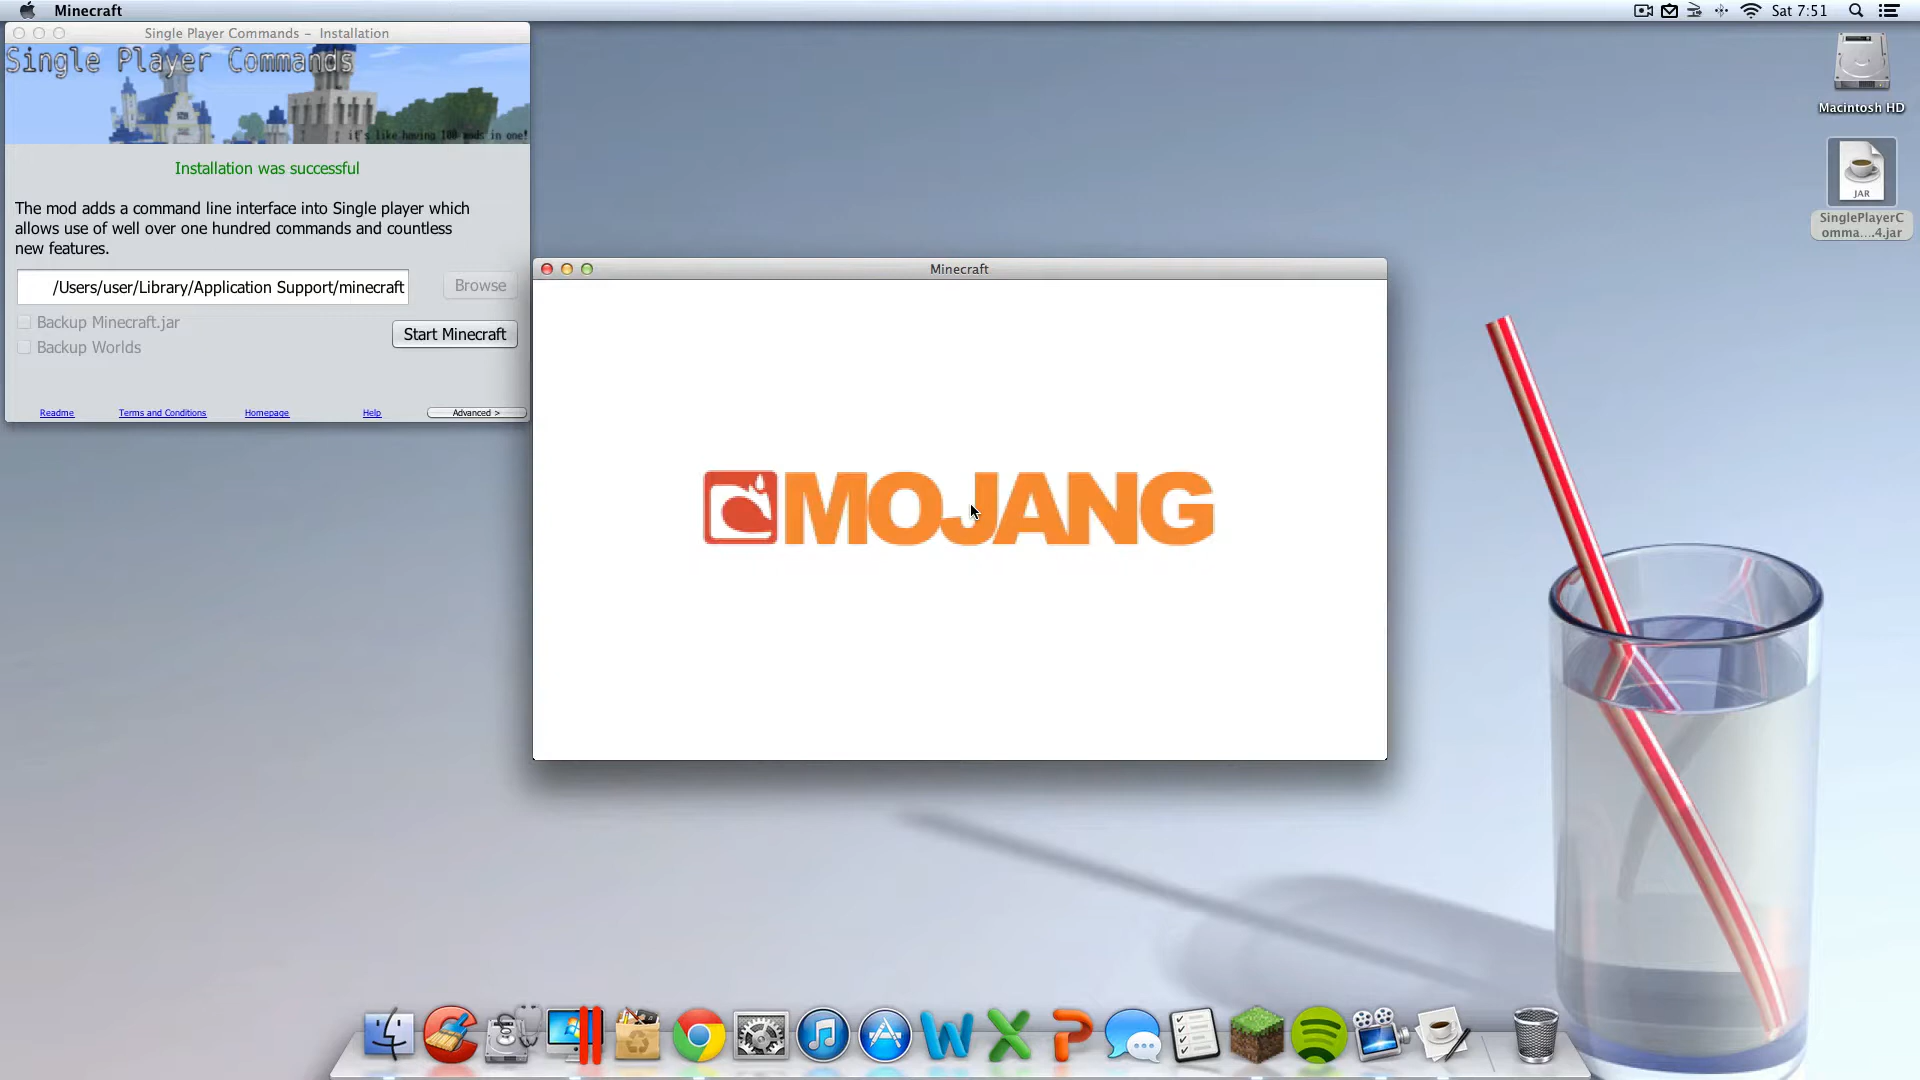 Minecraft
Sat 7:51
Single Player Commands - Installation
Single Player Commands
it's like having 100 mods in one!
Installation was successful
The mod adds a command line interface into Single player which
allows use of well over one hundred commands and countless
new features.
/Users/user/Library/Application Support/minecraft
Browse
Backup Minecraft.jar
Start Minecraft
Backup Worlds
Readme
Terms and Conditions
Homepage
Help
Advanced >
Minecraft
MOJANG
Macintosh HD
JAR
SinglePlayerC
omma....4.jar